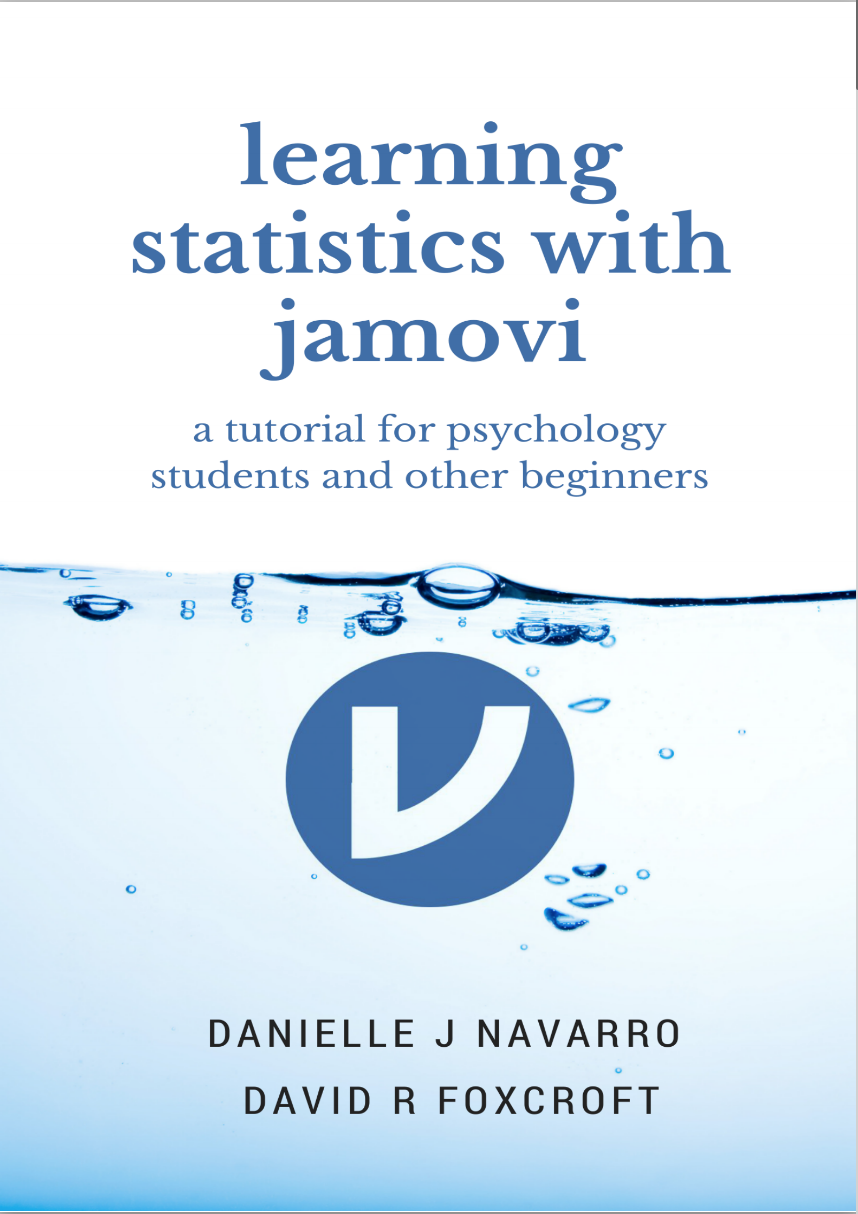 learning
statistics with
jamovi
a tutorial for psychology
students and other beginners
DANIELLE J NAVARRO
DAVID R FOXCROFT